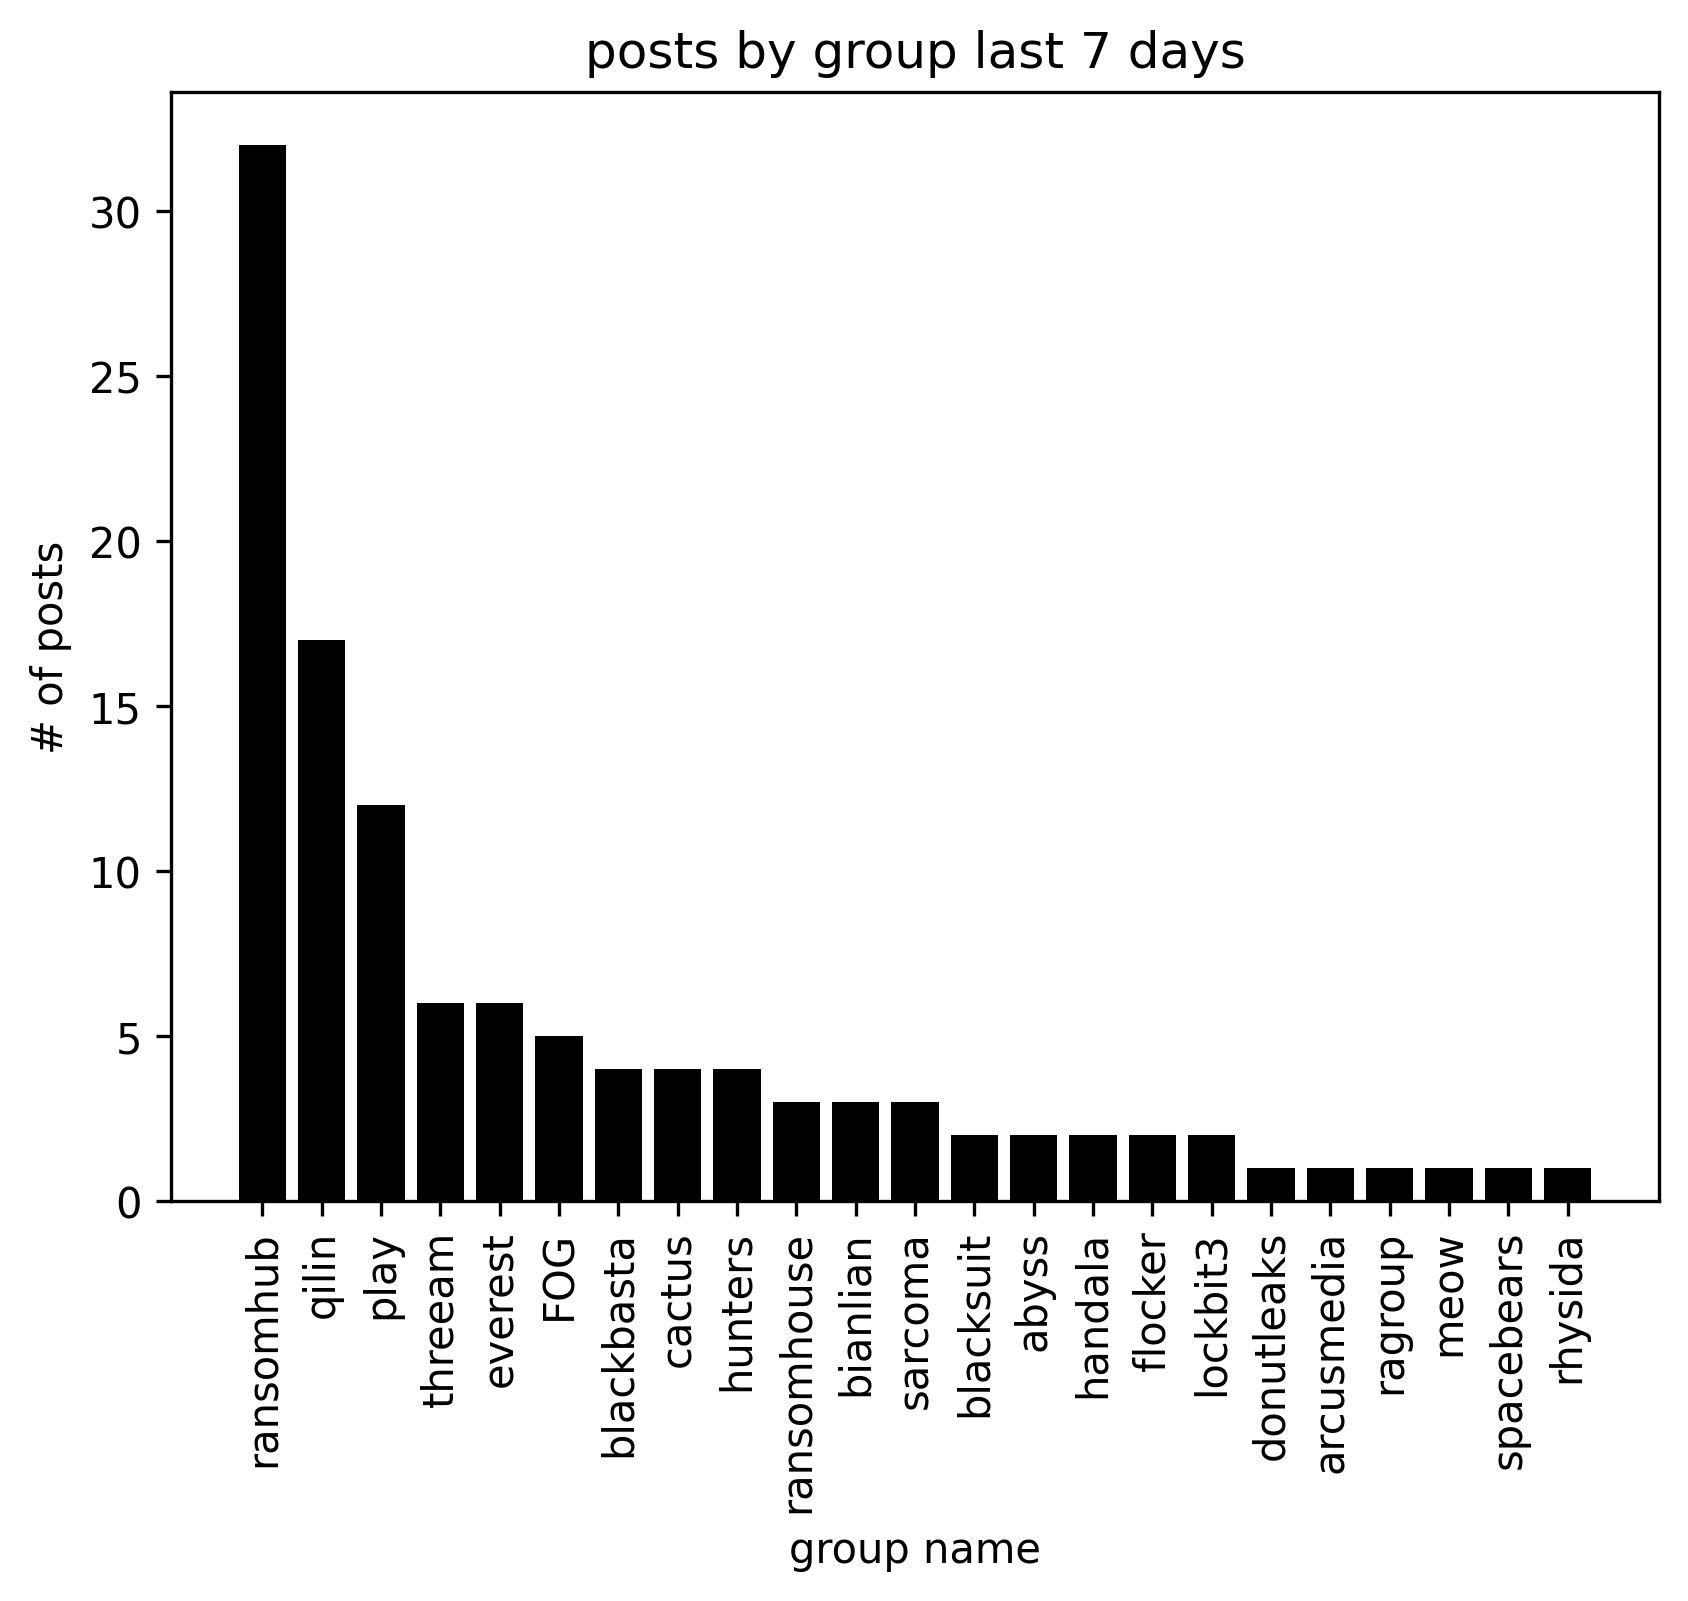 posts by group last 7 days
# of posts
30
25
20
15
10
5
0
ransomhub
qilin
play
threeam
everest
FOG
blackbasta
cactus
hunters
ransomhouse
bianlian
sarcoma
blacksuit
abyss
handala
flocker
lockbit3
donutleaks
arcusmedia
ragroup
meow
spacebears
rhysida
group name